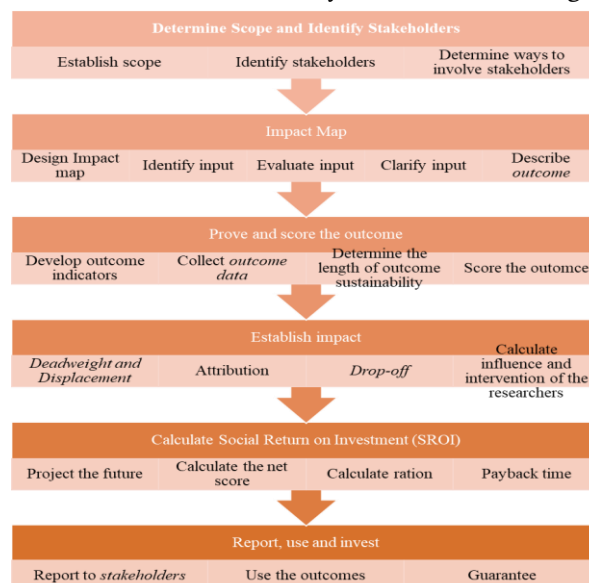 Determine Scope and Identify Stakeholders
Establish scope
Identify stakeholders
Determine ways to
involve stakeholders
Impact Map
Design Impact
map
Identify input
Evaluate input
Clarify input
Describe
outcome
Prove and score the outcome
Develop outcome
indicators
Collect outcome
data
Determine the
length of outcome
sustainability
Score the outomce
Establish impact
Deadweight and
Displacement
Attribution
Drop-off
Calculate
influence and
intervention of the
researchers
Calculate Social Return on Investment (SROI)
Project the future
Calculate the net
score
Calculate ration
Payback time
Report, use and invest
Report to stakeholders
Use the outcomes
Guarantee